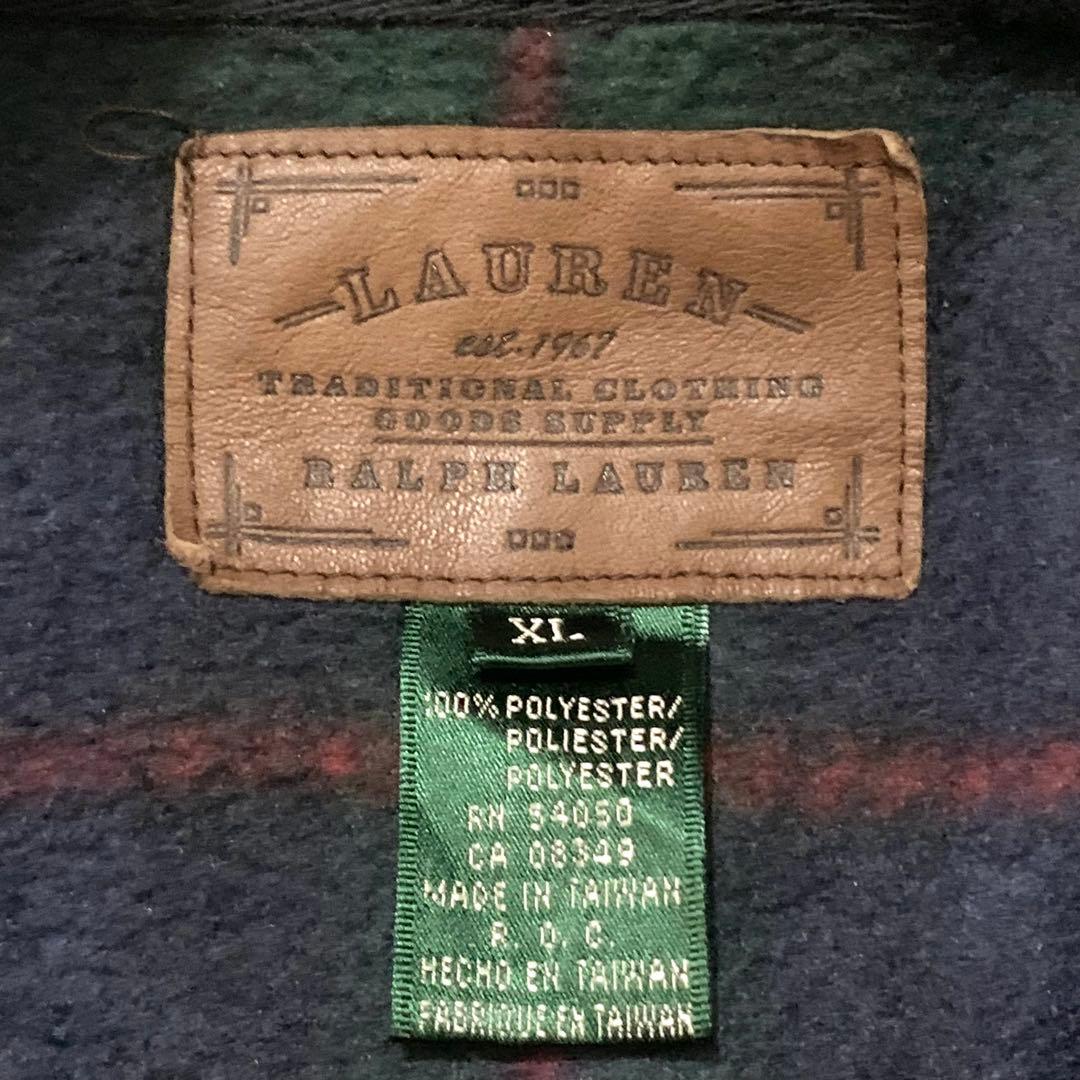 LAUREN
est. 1967
TRADITIONAL CLOTHING
GOODS SUPPLY
RALPH LAUREN
XL
100% POLYESTER/
POLIESTER/
POLYESTER
RN 54050
CA 08349
MADE IN TAIWAN
R. O. C.
HECHO EN TAIWAN
FABRIQUE EN TAIWAN